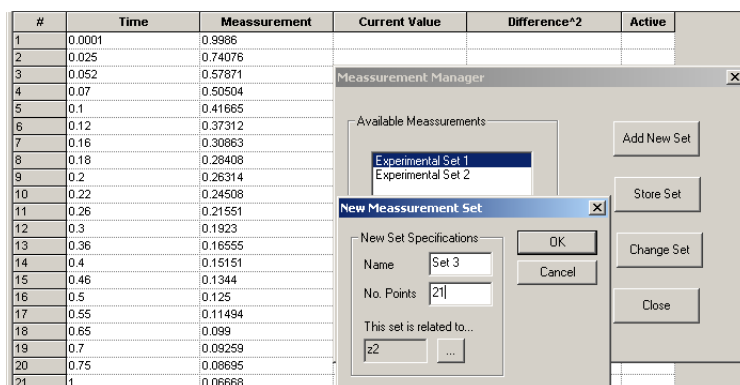 # Time Meassurement Current Value Difference^2 Active
1 0.0001 0.9986
2 0.025 0.74076
3 0.052 0.57871
4 0.07 0.50504
5 0.1 0.41665
6 0.12 0.37312
7 0.16 0.30863
8 0.18 0.28408
9 0.2 0.26314
10 0.22 0.24508
11 0.26 0.21551
12 0.3 0.1923
13 0.36 0.16555
14 0.4 0.15151
15 0.46 0.1344
16 0.5 0.125
17 0.55 0.11494
18 0.65 0.099
19 0.7 0.09259
20 0.75 0.08695
21 1 0.06668
Meassurement Manager
Available Meassurements
Experimental Set 1
Experimental Set 2
Add New Set
Store Set
Change Set
Close
New Meassurement Set
New Set Specifications
Name Set 3
No. Points 21
This set is related to...
z2 ...
OK
Cancel